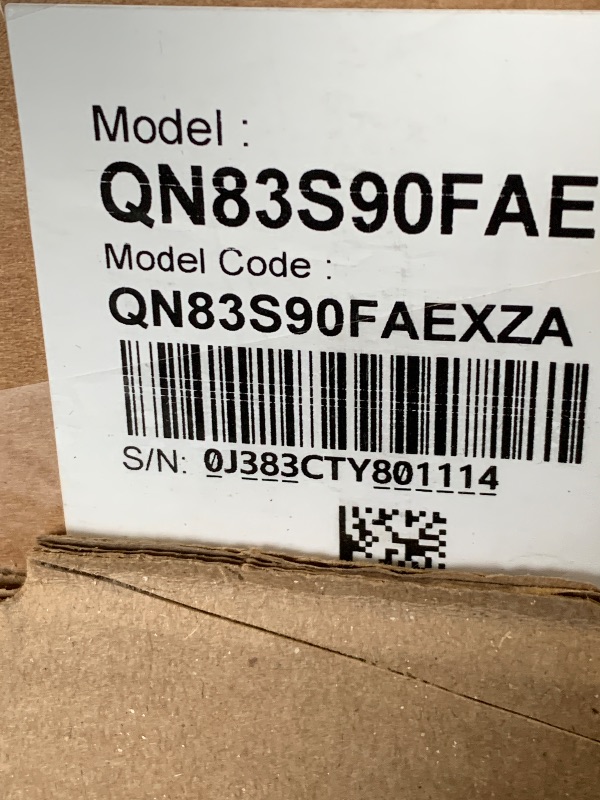 Model :
QN83S90FAE
Model Code :
QN83S90FAEXZA
S/N: 0J383CTY801114